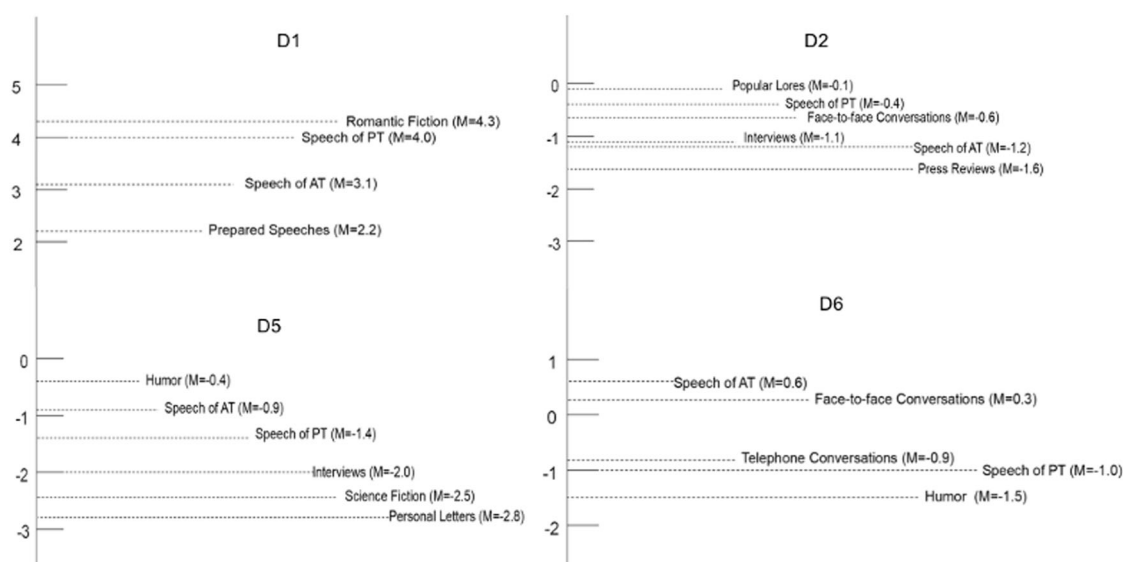 D1
5
Romantic Fiction (M=4.3)
4
Speech of PT (M=4.0)
Speech of AT (M=3.1)
3
Prepared Speeches (M=2.2)
2
D2
0
Popular Lores (M=-0.1)
Speech of PT (M=-0.4)
Face-to-face Conversations (M=-0.6)
-1
Interviews (M=-1.1)
Speech of AT (M=-1.2)
Press Reviews (M=-1.6)
-2
-3
D5
0
Humor (M=-0.4)
Speech of AT (M=-0.9)
-1
Speech of PT (M=-1.4)
-2
Interviews (M=-2.0)
Science Fiction (M=-2.5)
Personal Letters (M=-2.8)
-3
D6
1
Speech of AT (M=0.6)
Face-to-face Conversations (M=0.3)
0
Telephone Conversations (M=-0.9)
-1
Speech of PT (M=-1.0)
Humor (M=-1.5)
-2